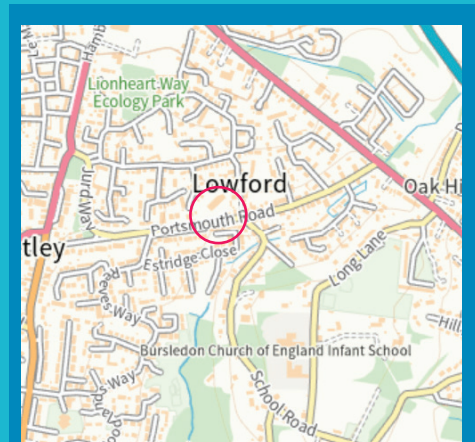 Hamb
Lionheart Way
Ecology Park
Jurd Way
Lowford
Oak Hi
Portsmouth Road
tley
Estridge Close
Long Lane
Reeves Way
Hill
Bursledon Church of England Infant School
s Way
School Road